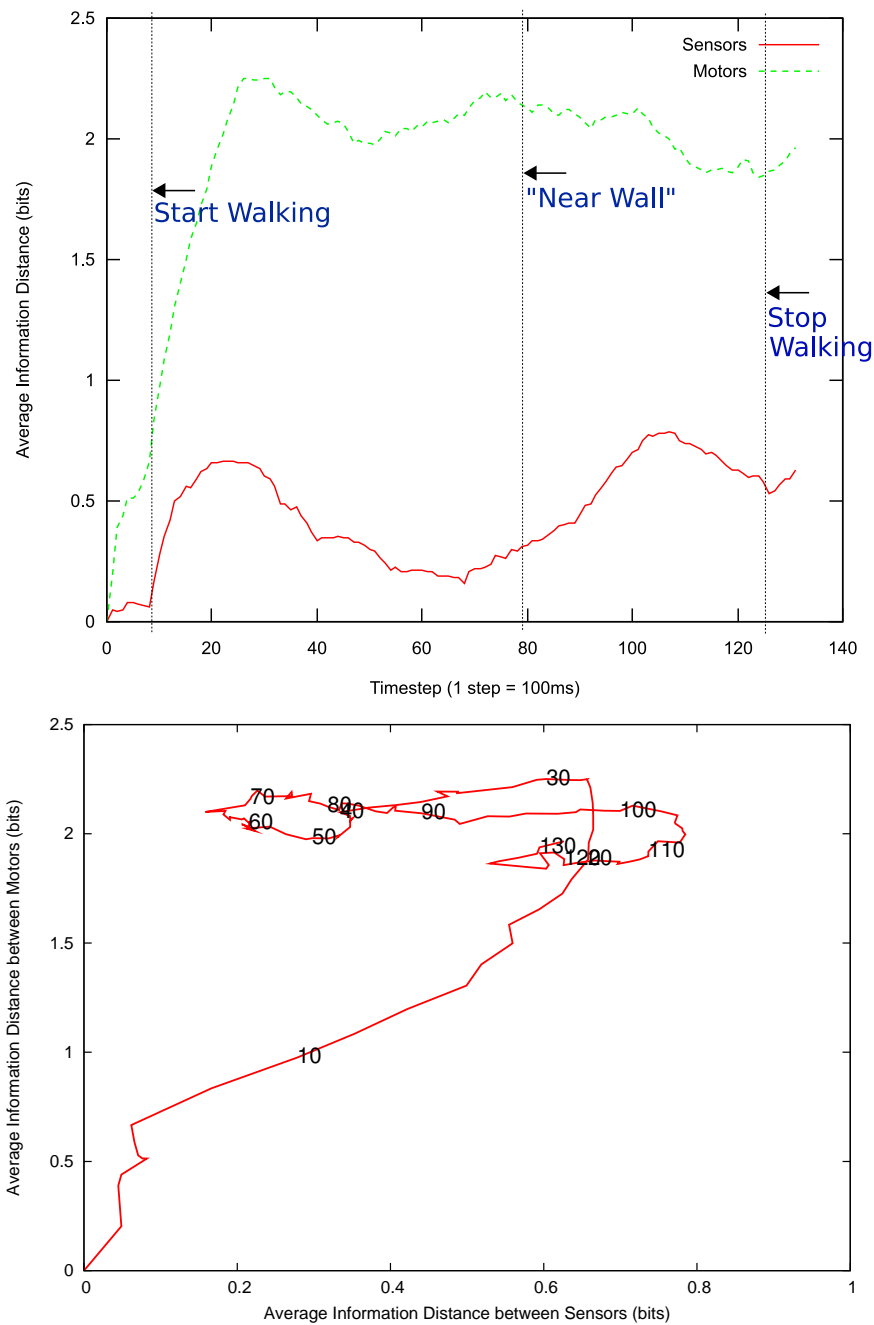 2.5
Sensors
Motors
2
"Near Wall"
Start Walking
Average Information Distance (bits)
1.5
Stop
Walking
1
0.5
0
0 20 40 60 80 100 120 140
Timestep (1 step = 100ms)
2.5
30
70 80 40 90 100
2
60 50 130 110
120 20
Average Information Distance between Motors (bits)
1.5
1
10
0.5
0
0 0.2 0.4 0.6 0.8 1
Average Information Distance between Sensors (bits)